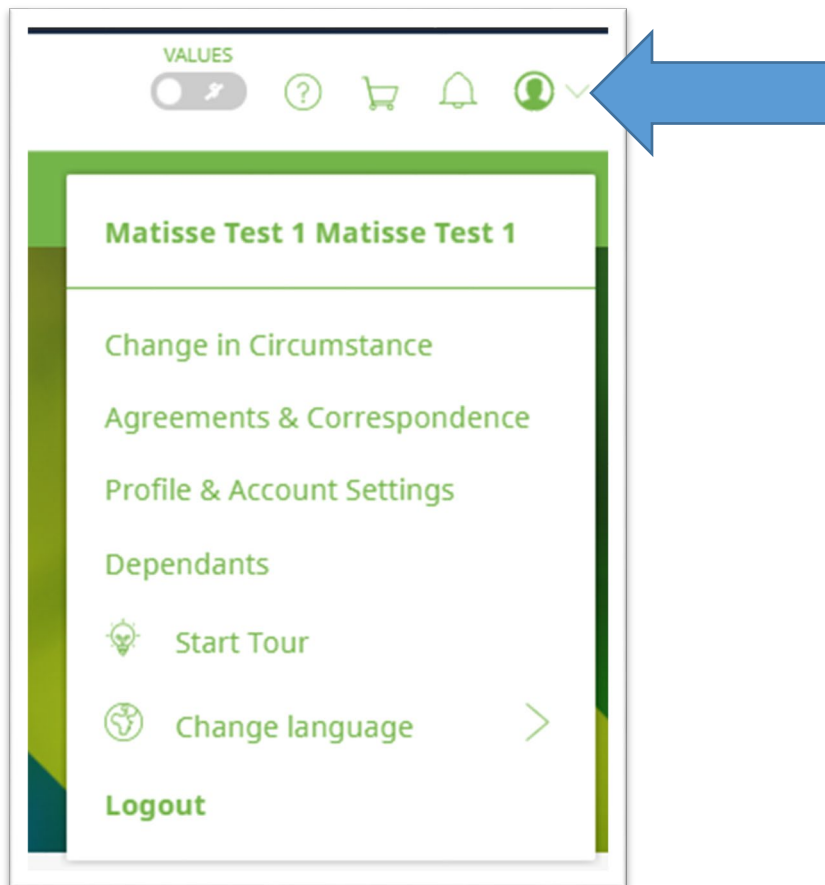 VALUES
Matisse Test 1 Matisse Test 1
Change in Circumstance
Agreements & Correspondence
Profile & Account Settings
Dependants
Start Tour
Change language
Logout